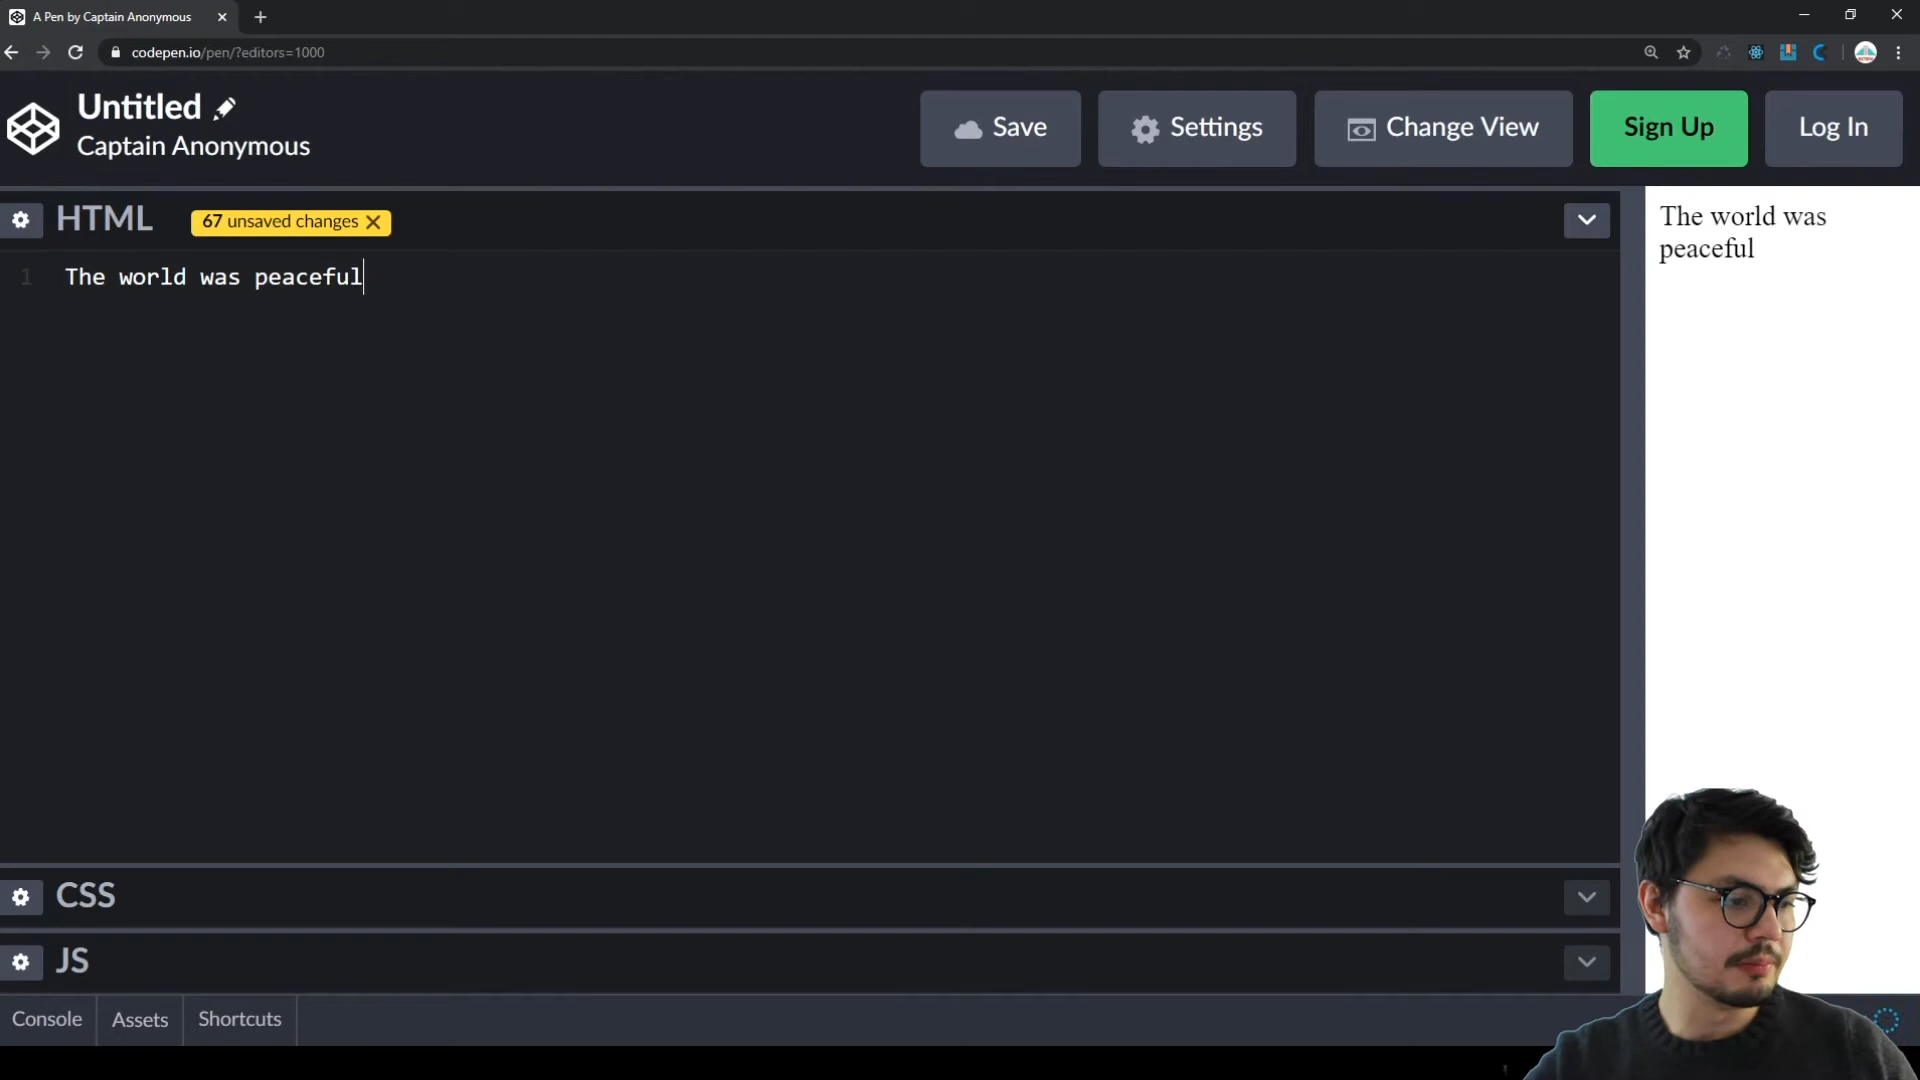 A Pen by Captain Anonymous
codepen.io/pen/?editors=1000
Untitled
Captain Anonymous
Save
Settings
Change View
Sign Up
Log In
HTML
67 unsaved changes
1
The world was peaceful
The world was
peaceful
CSS
JS
Console
Assets
Shortcuts